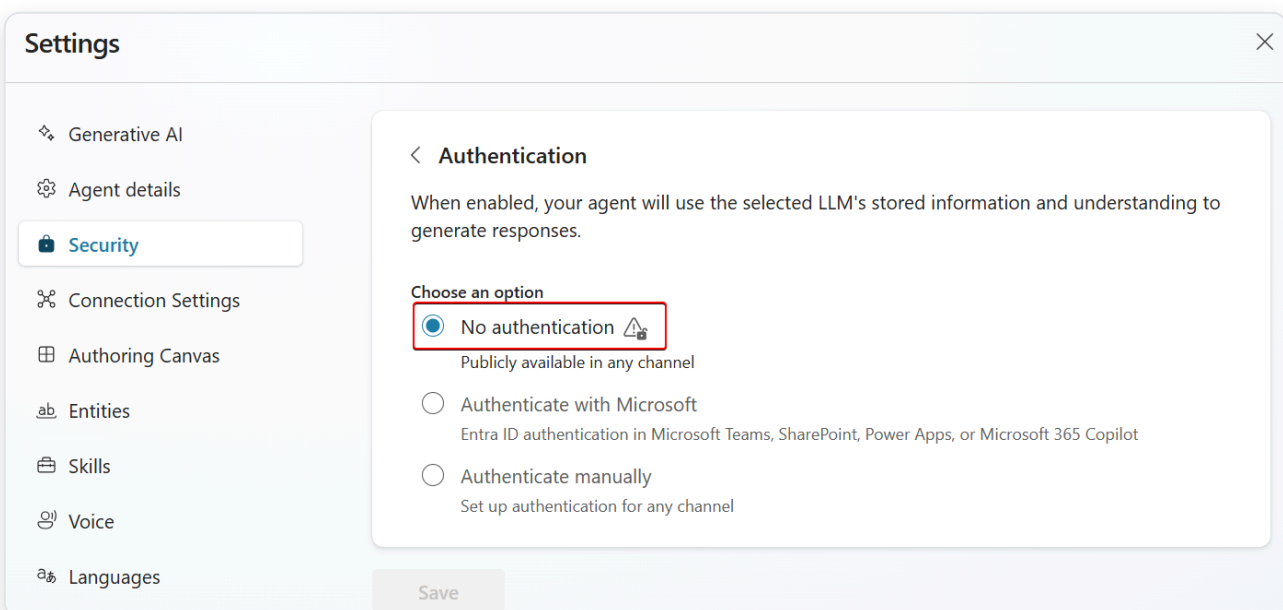 Settings
Generative AI
Agent details
Security
Connection Settings
Authoring Canvas
Entities
Skills
Voice
Languages
Authentication
When enabled, your agent will use the selected LLM's stored information and understanding to
generate responses.
Choose an option
No authentication
Publicly available in any channel
Authenticate with Microsoft
Entra ID authentication in Microsoft Teams, SharePoint, Power Apps, or Microsoft 365 Copilot
Authenticate manually
Set up authentication for any channel
Save